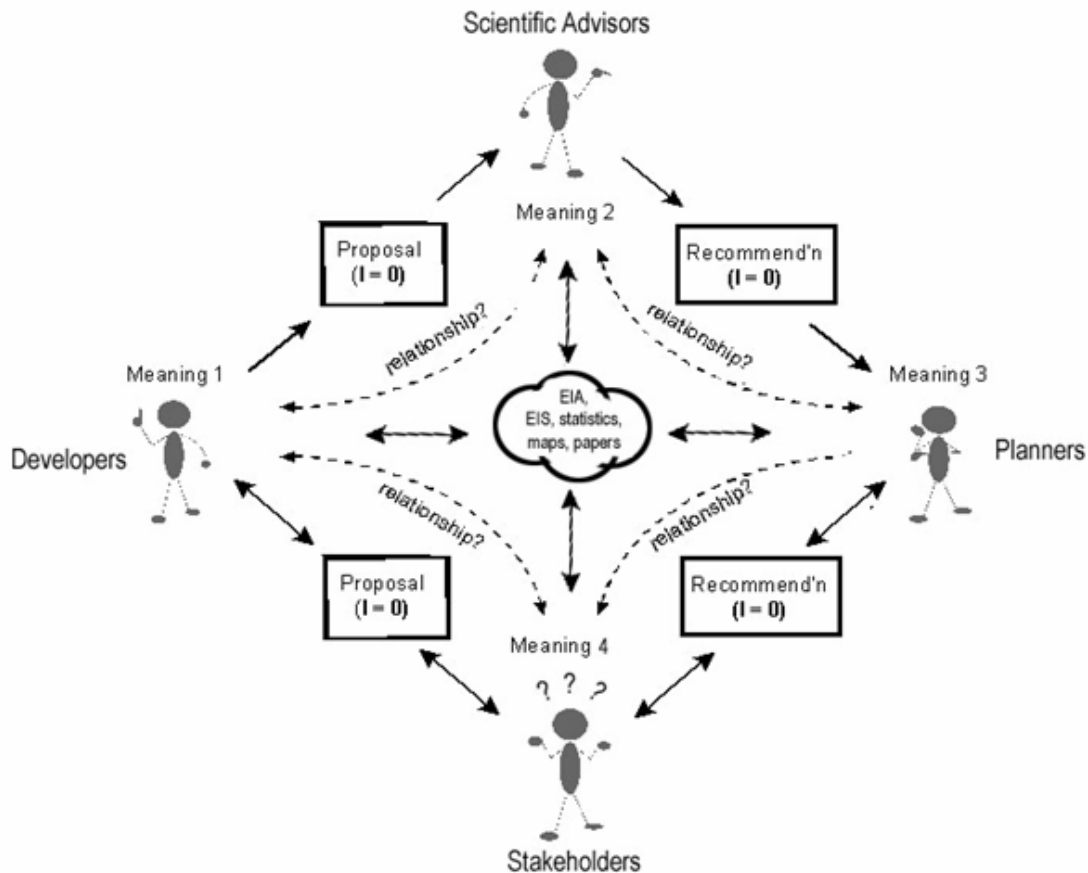 Scientific Advisors
Meaning 2
Proposal
(I = 0)
Recommend'n
(I = 0)
relationship?
relationship?
Meaning 1
Meaning 3
EIA,
EIS, statistics,
maps, papers
Developers
Planners
relationship?
relationship?
Proposal
(I = 0)
Recommend'n
(I = 0)
Meaning 4
? ? ?
Stakeholders